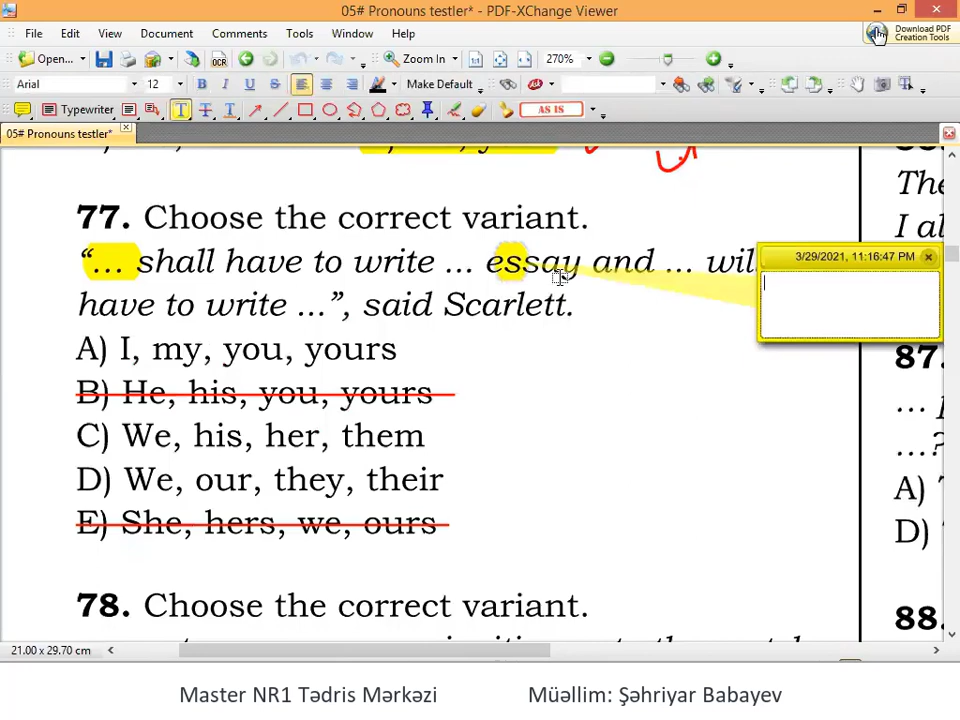 05# Pronouns testler* - PDF-XChange Viewer
File Edit View Document Comments Tools Window Help
Download PDF
Creation Tools
Open... OCR Zoom In 270%
Arial 12 B I U Make Default
Typewriter AS IS
05# Pronouns testler*
77. Choose the correct variant.
“... shall have to write ... essay and ... wil
have to write ...”, said Scarlett.
A) I, my, you, yours
B) He, his, you, yours
C) We, his, her, them
D) We, our, they, their
E) She, hers, we, ours
78. Choose the correct variant.
The
I al
3/29/2021, 11:16:47 PM
87.
...?
A)
D)
88.
21.00 x 29.70 cm
Master NR1 Tədris Mərkəzi Müəllim: Şəhriyar Babayev